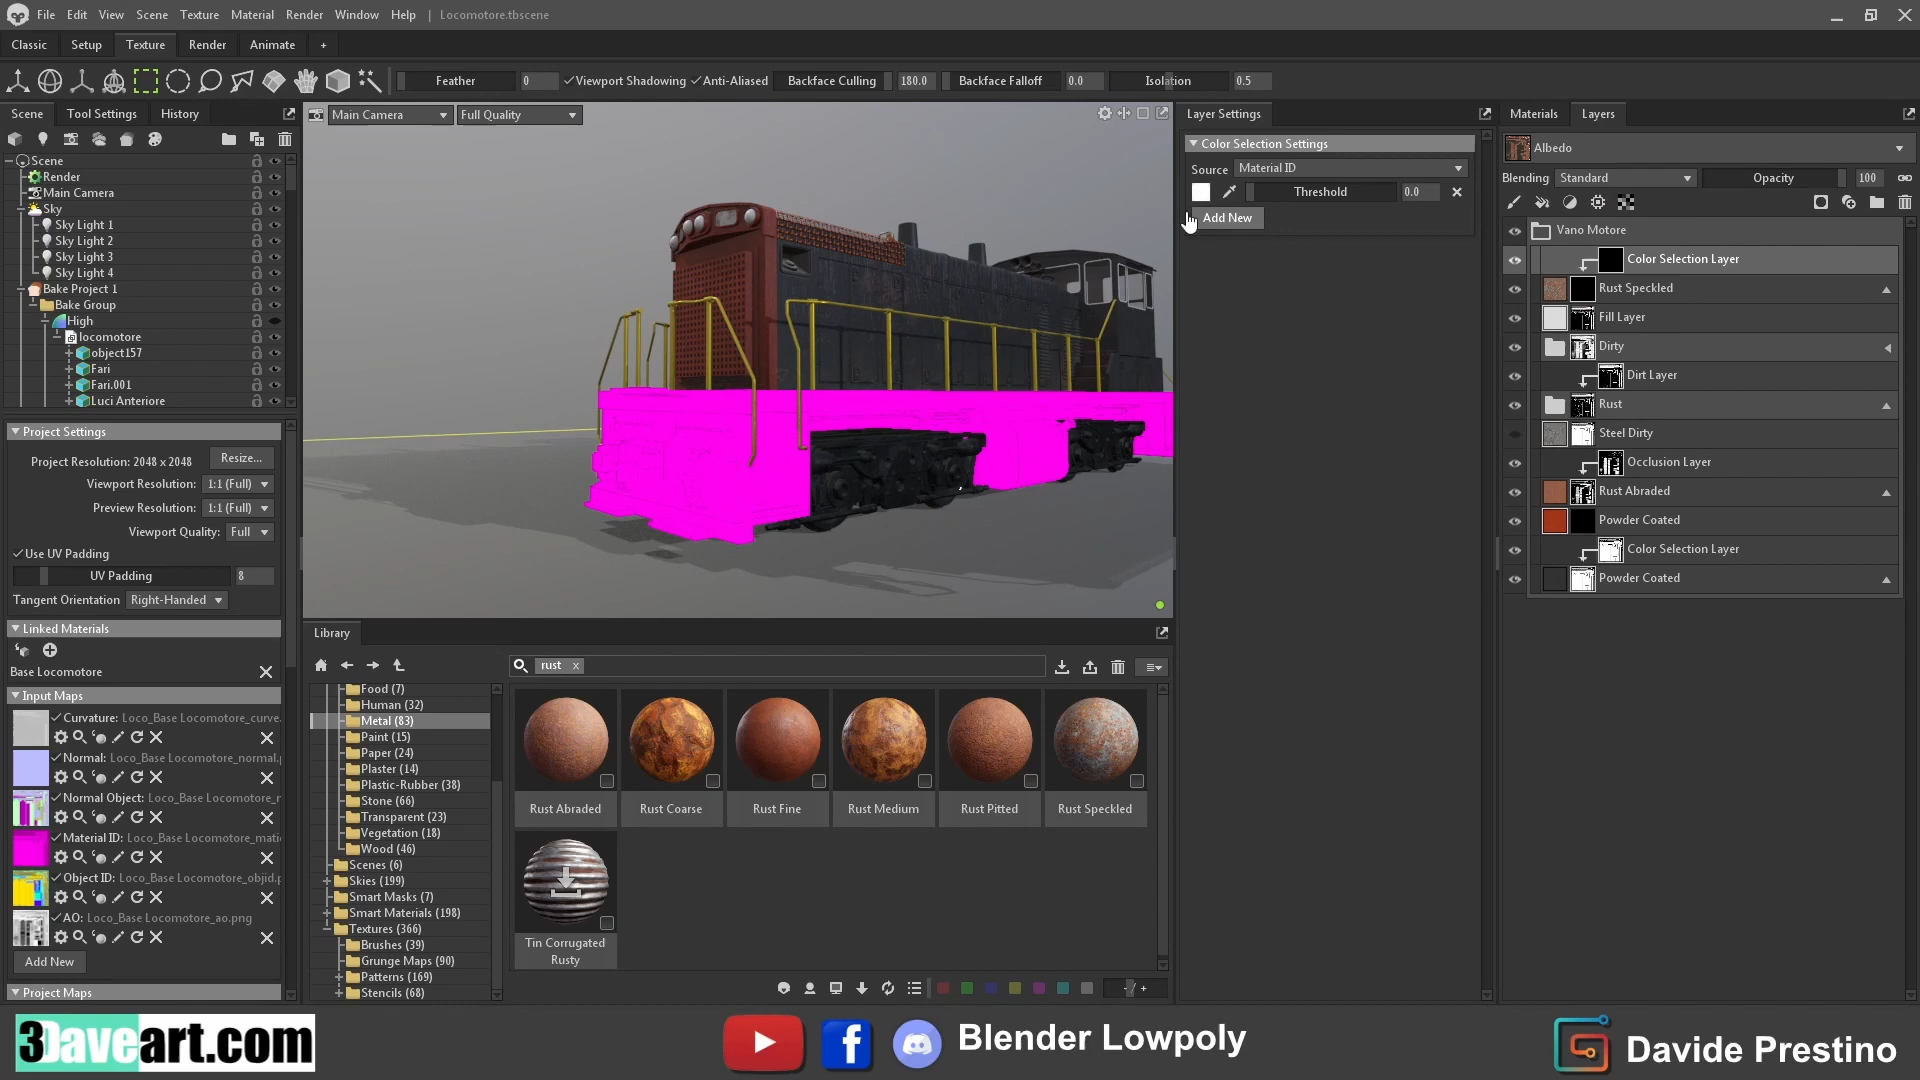 File Edit View Scene Texture Material Render Window Help | Locomotore.tbscene
Classic Setup Texture Render Animate +
Feather 0 Viewport Shadowing Anti-Aliased Backface Culling 180.0 Backface Falloff 0.0 Isolation 0.5
Scene Tool Settings History
Scene
Render
Main Camera
Sky
Sky Light 1
Sky Light 2
Sky Light 3
Sky Light 4
Bake Project 1
Bake Group
High
locomotore
object157
Fari
Fari.001
Luci Anteriore
Project Settings
Project Resolution: 2048 x 2048 Resize...
Viewport Resolution: 1:1 (Full)
Preview Resolution: 1:1 (Full)
Viewport Quality: Full
Use UV Padding
UV Padding 8
Tangent Orientation Right-Handed
Linked Materials
Base Locomotore
Input Maps
Curvature: Loco_Base Locomotore_curve.
Normal: Loco_Base Locomotore_normal.
Normal Object: Loco_Base Locomotore_
Material ID: Loco_Base Locomotore_mati
Object ID: Loco_Base Locomotore_objid.p
AO: Loco_Base Locomotore_ao.png
Add New
Project Maps
Main Camera Full Quality
Library
rust x
Food (7)
Human (32)
Metal (83)
Paint (15)
Paper (24)
Plaster (14)
Plastic-Rubber (38)
Stone (66)
Transparent (23)
Vegetation (18)
Wood (46)
Scenes (6)
Skies (199)
Smart Masks (7)
Smart Materials (198)
Textures (366)
Brushes (39)
Grunge Maps (90)
Patterns (169)
Stencils (68)
Rust Abraded Rust Coarse Rust Fine Rust Medium Rust Pitted Rust Speckled
Tin Corrugated
Rusty
- / +
Layer Settings
Color Selection Settings
Source Material ID
Threshold 0.0
Add New
Materials Layers
Albedo
Blending Standard Opacity 100
Vano Motore
Color Selection Layer
Rust Speckled
Fill Layer
Dirty
Dirt Layer
Rust
Steel Dirty
Occlusion Layer
Rust Abraded
Powder Coated
Color Selection Layer
Powder Coated
3Daveart.com
Blender Lowpoly
Davide Prestino